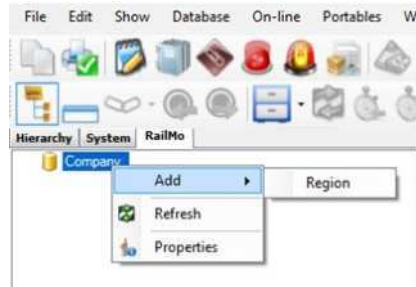 File Edit Show Database On-line Portables W
Hierarchy System RailMo
Company
Add Region
Refresh
Properties